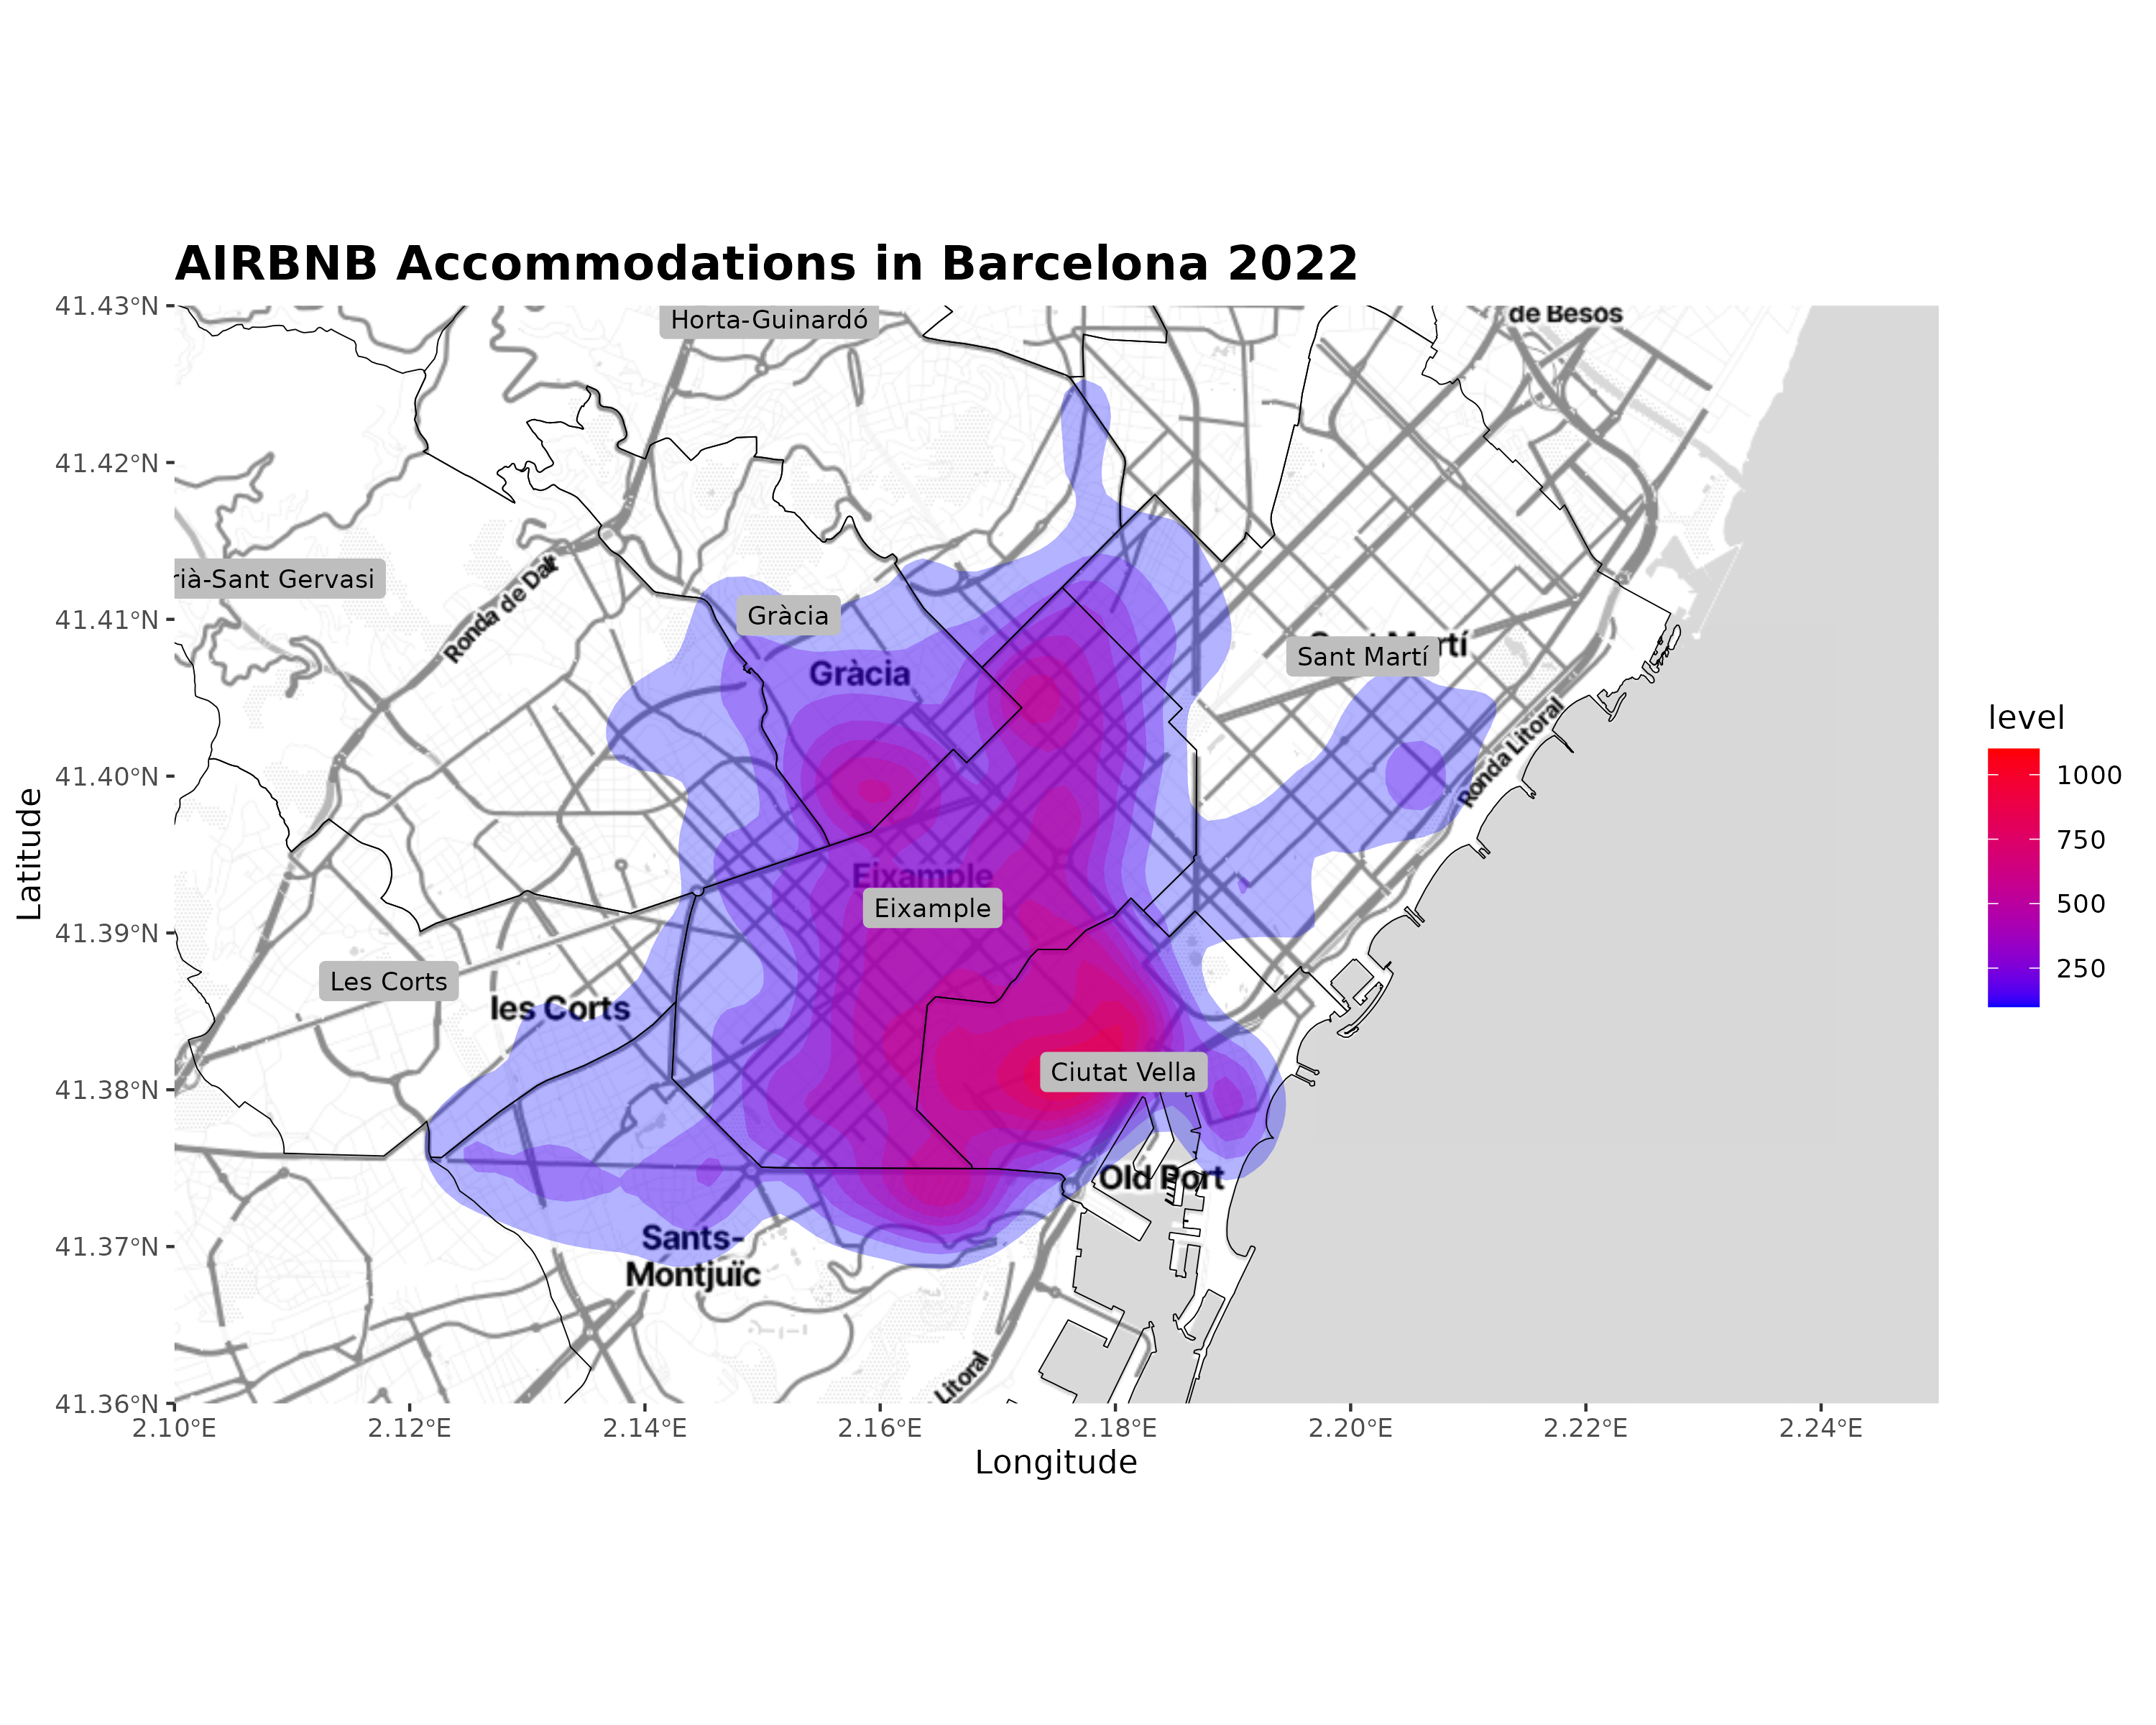 AIRBNB Accommodations in Barcelona 2022
Latitude
41.43°N
41.42°N
41.41°N
41.40°N
41.39°N
41.38°N
41.37°N
41.36°N
Horta-Guinardó
de Besòs
rià-Sant Gervasi
Ronda de Dalt
Gràcia
Gràcia
Sant Martí
Ronda Litoral
Eixample
Eixample
Les Corts
les Corts
Ciutat Vella
Old Port
Sants-
Montjuïc
Litoral
2.10°E
2.12°E
2.14°E
2.16°E
2.18°E
2.20°E
2.22°E
2.24°E
Longitude
level
1000
750
500
250